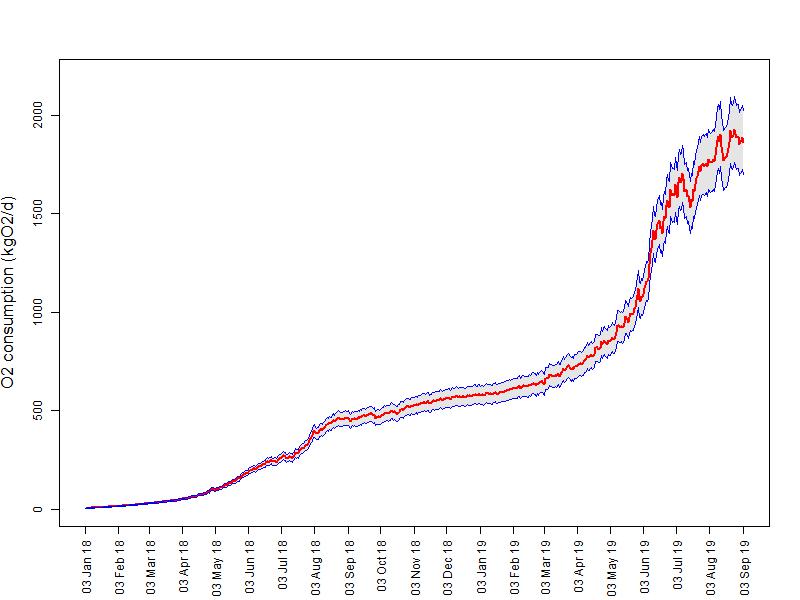 O2 consumption (kgO2/d)
2000
1500
1000
500
0
03 Jan 18
03 Feb 18
03 Mar 18
03 Apr 18
03 May 18
03 Jun 18
03 Jul 18
03 Aug 18
03 Sep 18
03 Oct 18
03 Nov 18
03 Dec 18
03 Jan 19
03 Feb 19
03 Mar 19
03 Apr 19
03 May 19
03 Jun 19
03 Jul 19
03 Aug 19
03 Sep 19